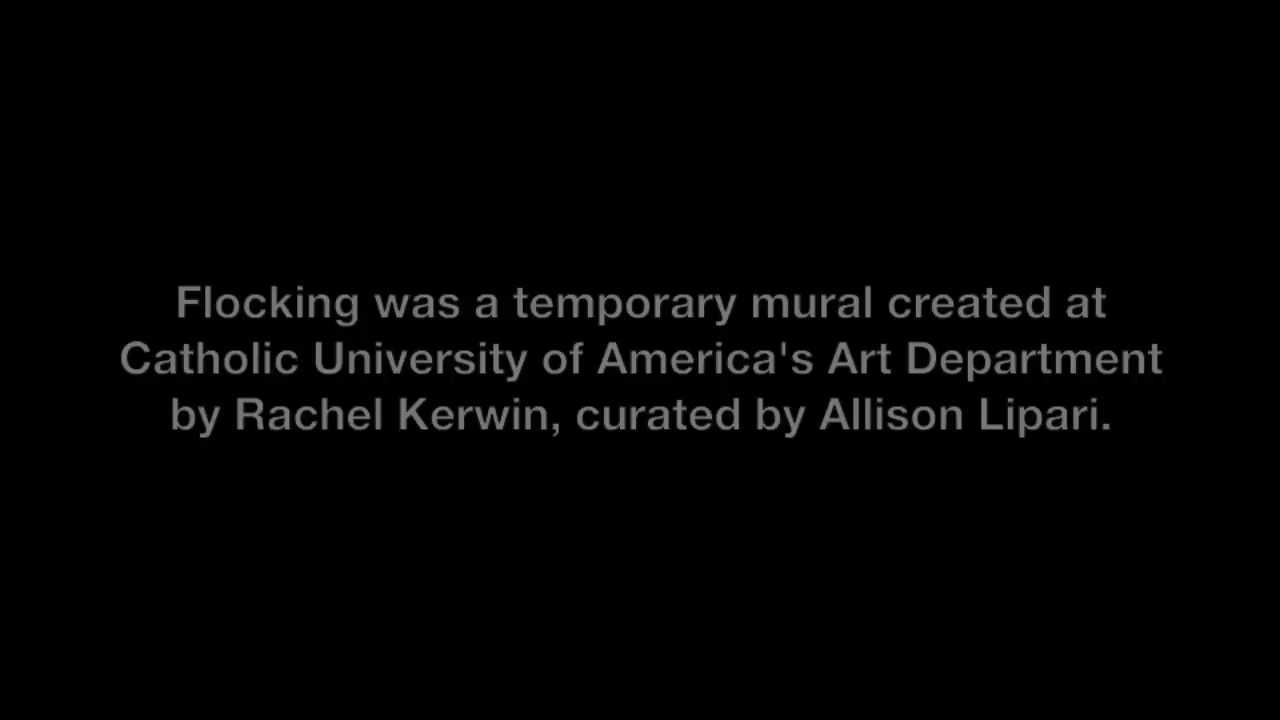 Flocking was a temporary mural created at
Catholic University of America's Art Department
by Rachel Kerwin, curated by Allison Lipari.